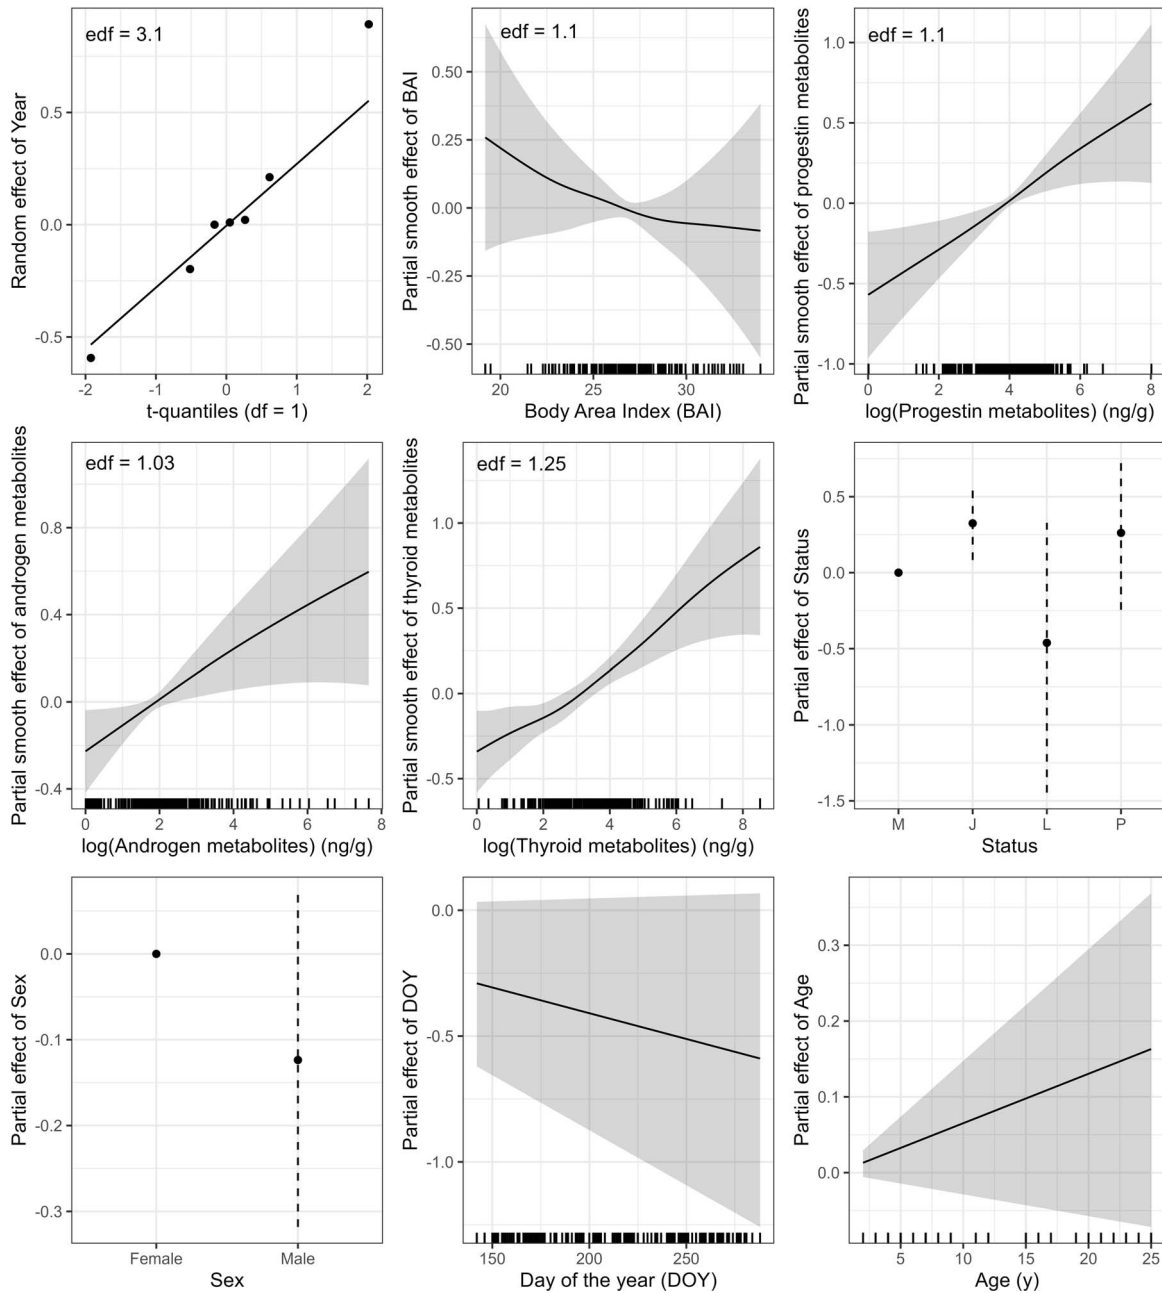 edf = 3.1
Random effect of Year
0.5
0.0
-0.5
-2
-1
0
1
2
t-quantiles (df = 1)
edf = 1.1
Partial smooth effect of BAI
0.50
0.25
0.00
-0.25
-0.50
20
25
30
Body Area Index (BAI)
edf = 1.1
Partial smooth effect of progestin metabolites
1.0
0.5
0.0
-0.5
-1.0
0
2
4
6
8
log(Progestin metabolites) (ng/g)
edf = 1.03
Partial smooth effect of androgen metabolites
0.8
0.4
0.0
-0.4
0
2
4
6
8
log(Androgen metabolites) (ng/g)
edf = 1.25
Partial smooth effect of thyroid metabolites
1.0
0.5
0.0
-0.5
0
2
4
6
8
log(Thyroid metabolites) (ng/g)
Partial effect of Status
0.5
0.0
-0.5
-1.0
-1.5
M
J
L
P
Status
Partial effect of Sex
0.0
-0.1
-0.2
-0.3
Female
Male
Sex
Partial effect of DOY
0.0
-0.5
-1.0
150
200
250
Day of the year (DOY)
Partial effect of Age
0.3
0.2
0.1
0.0
5
10
15
20
25
Age (y)